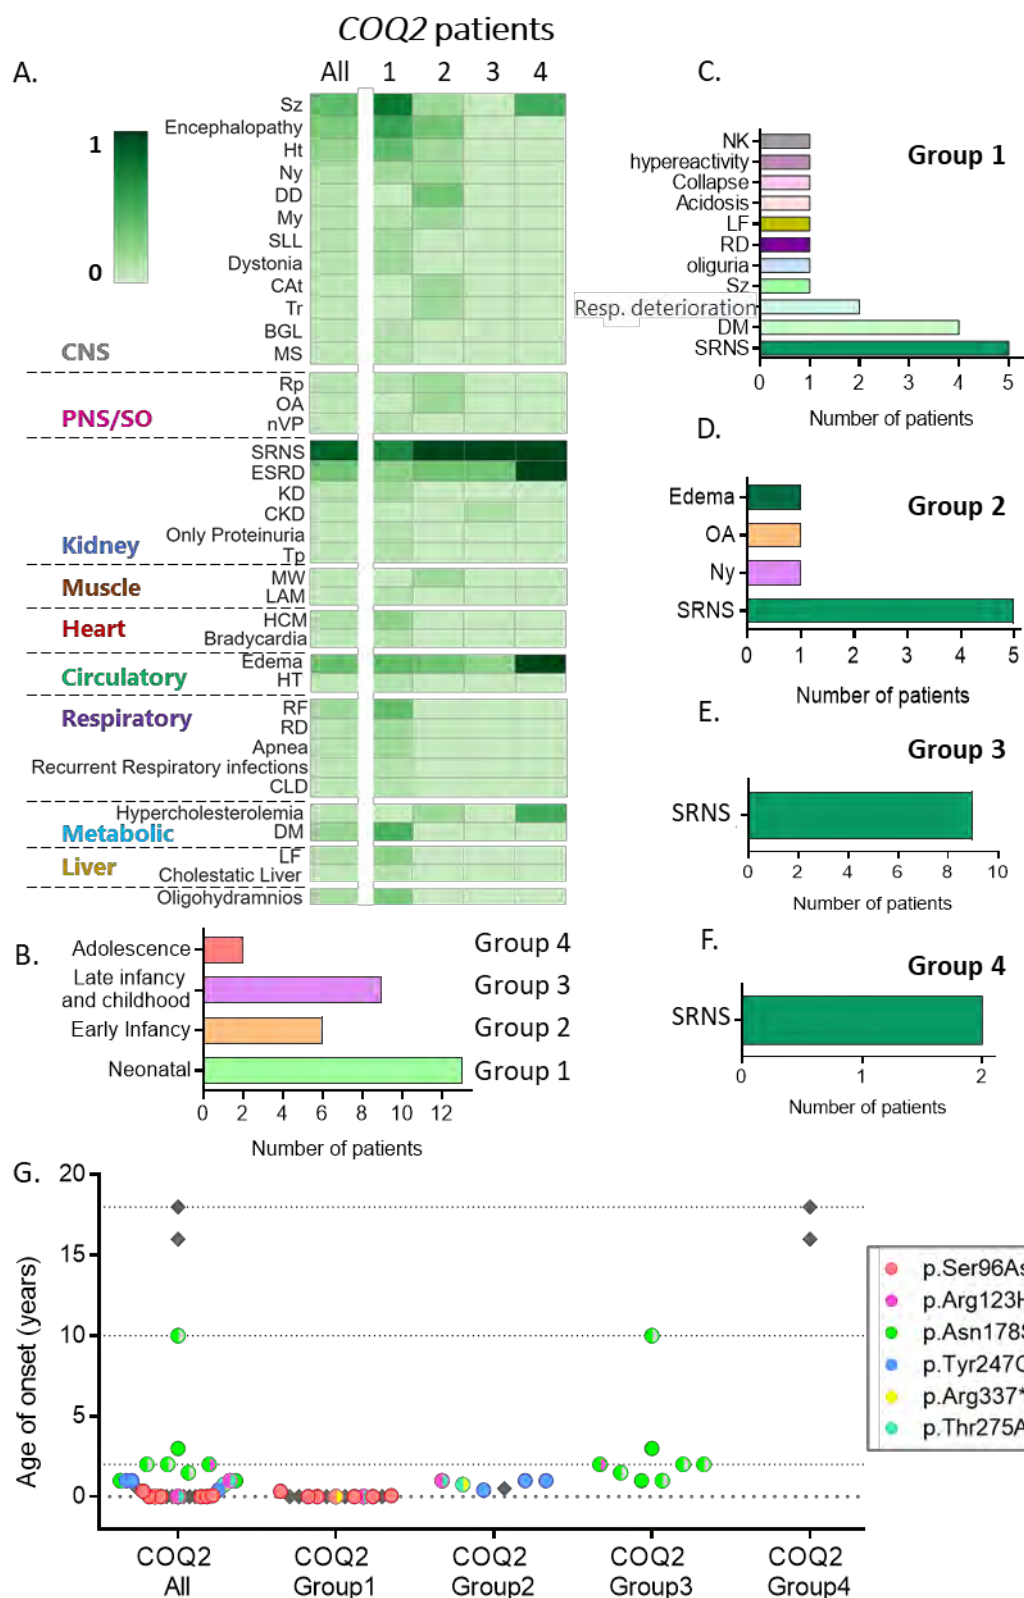 COQ2 patients
A.
All 1 2 3 4
1
0
Sz
Encephalopathy
Ht
Ny
DD
My
SLL
Dystonia
CAt
Tr
BGL
MS
CNS
Rp
OA
nVP
PNS/SO
SRNS
ESRD
KD
CKD
Only Proteinuria
Tp
Kidney
MW
LAM
Muscle
HCM
Bradycardia
Heart
Edema
HT
Circulatory
RF
RD
Apnea
Recurrent Respiratory infections
CLD
Respiratory
Hypercholesterolemia
DM
Metabolic
LF
Cholestatic Liver
Liver
Oligohydramnios
B.
Adolescence
Late infancy
and childhood
Early Infancy
Neonatal
Group 4
Group 3
Group 2
Group 1
0 2 4 6 8 10 12
Number of patients
C.
Group 1
NK
hypereactivity
Collapse
Acidosis
LF
RD
oliguria
Sz
Resp. deterioration
DM
SRNS
0 1 2 3 4 5
Number of patients
D.
Group 2
Edema
OA
Ny
SRNS
0 1 2 3 4 5
Number of patients
E.
Group 3
SRNS
0 2 4 6 8 10
Number of patients
F.
Group 4
SRNS
0 1 2
Number of patients
G.
Age of onset (years)
20
15
10
5
0
COQ2
All
COQ2
Group1
COQ2
Group2
COQ2
Group3
COQ2
Group4
p.Ser96As
p.Arg123H
p.Asn178S
p.Tyr247C
p.Arg337*
p.Thr275A